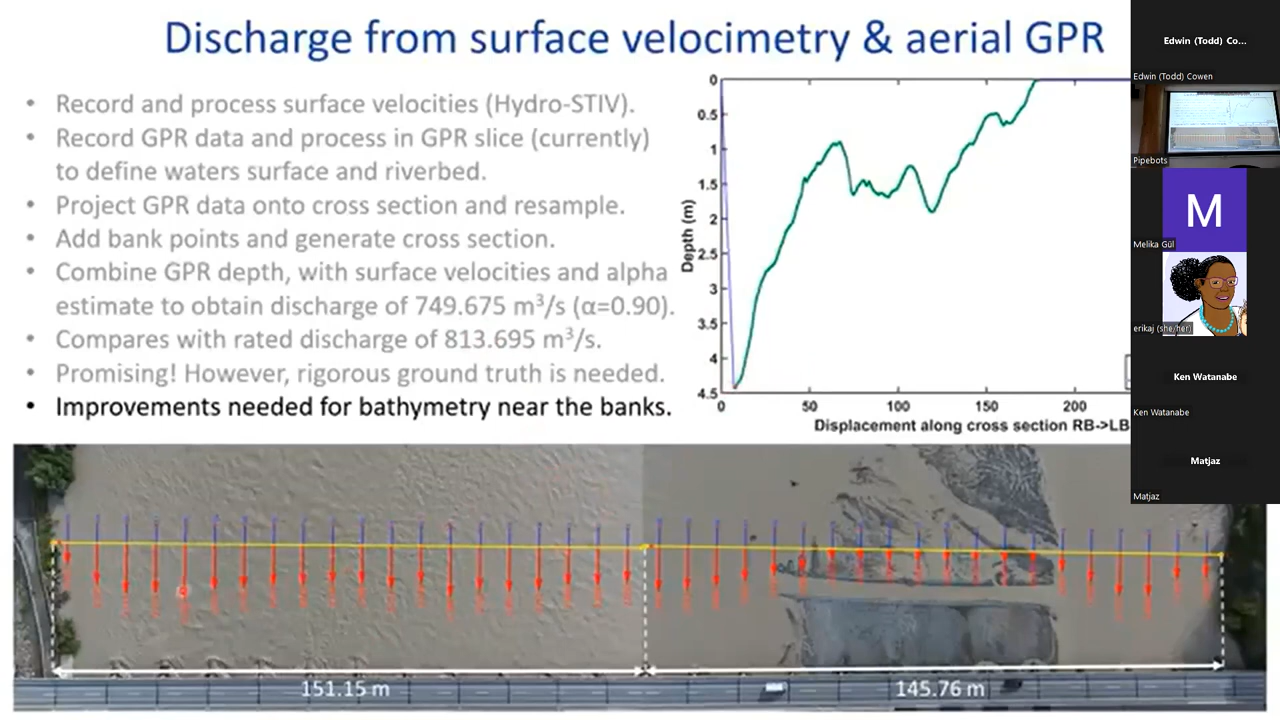 Discharge from surface velocimetry & aerial GPR
• Record and process surface velocities (Hydro-STIV).
• Record GPR data and process in GPR slice (currently)
to define waters surface and riverbed.
• Project GPR data onto cross section and resample.
• Add bank points and generate cross section.
• Combine GPR depth, with surface velocities and alpha
estimate to obtain discharge of 749.675 m³/s (α=0.90).
• Compares with rated discharge of 813.695 m³/s.
• Promising! However, rigorous ground truth is needed.
• Improvements needed for bathymetry near the banks.
0
0.5
1
1.5
2
2.5
3
3.5
4
4.5
Depth (m)
0 50 100 150 200
Displacement along cross section RB->LB
151.15 m
145.76 m
Edwin (Todd) Co...
Edwin (Todd) Cowen
Pipebots
M
Melika Gül
erikaj (she/her)
Ken Watanabe
Ken Watanabe
Matjaz
Matjaz